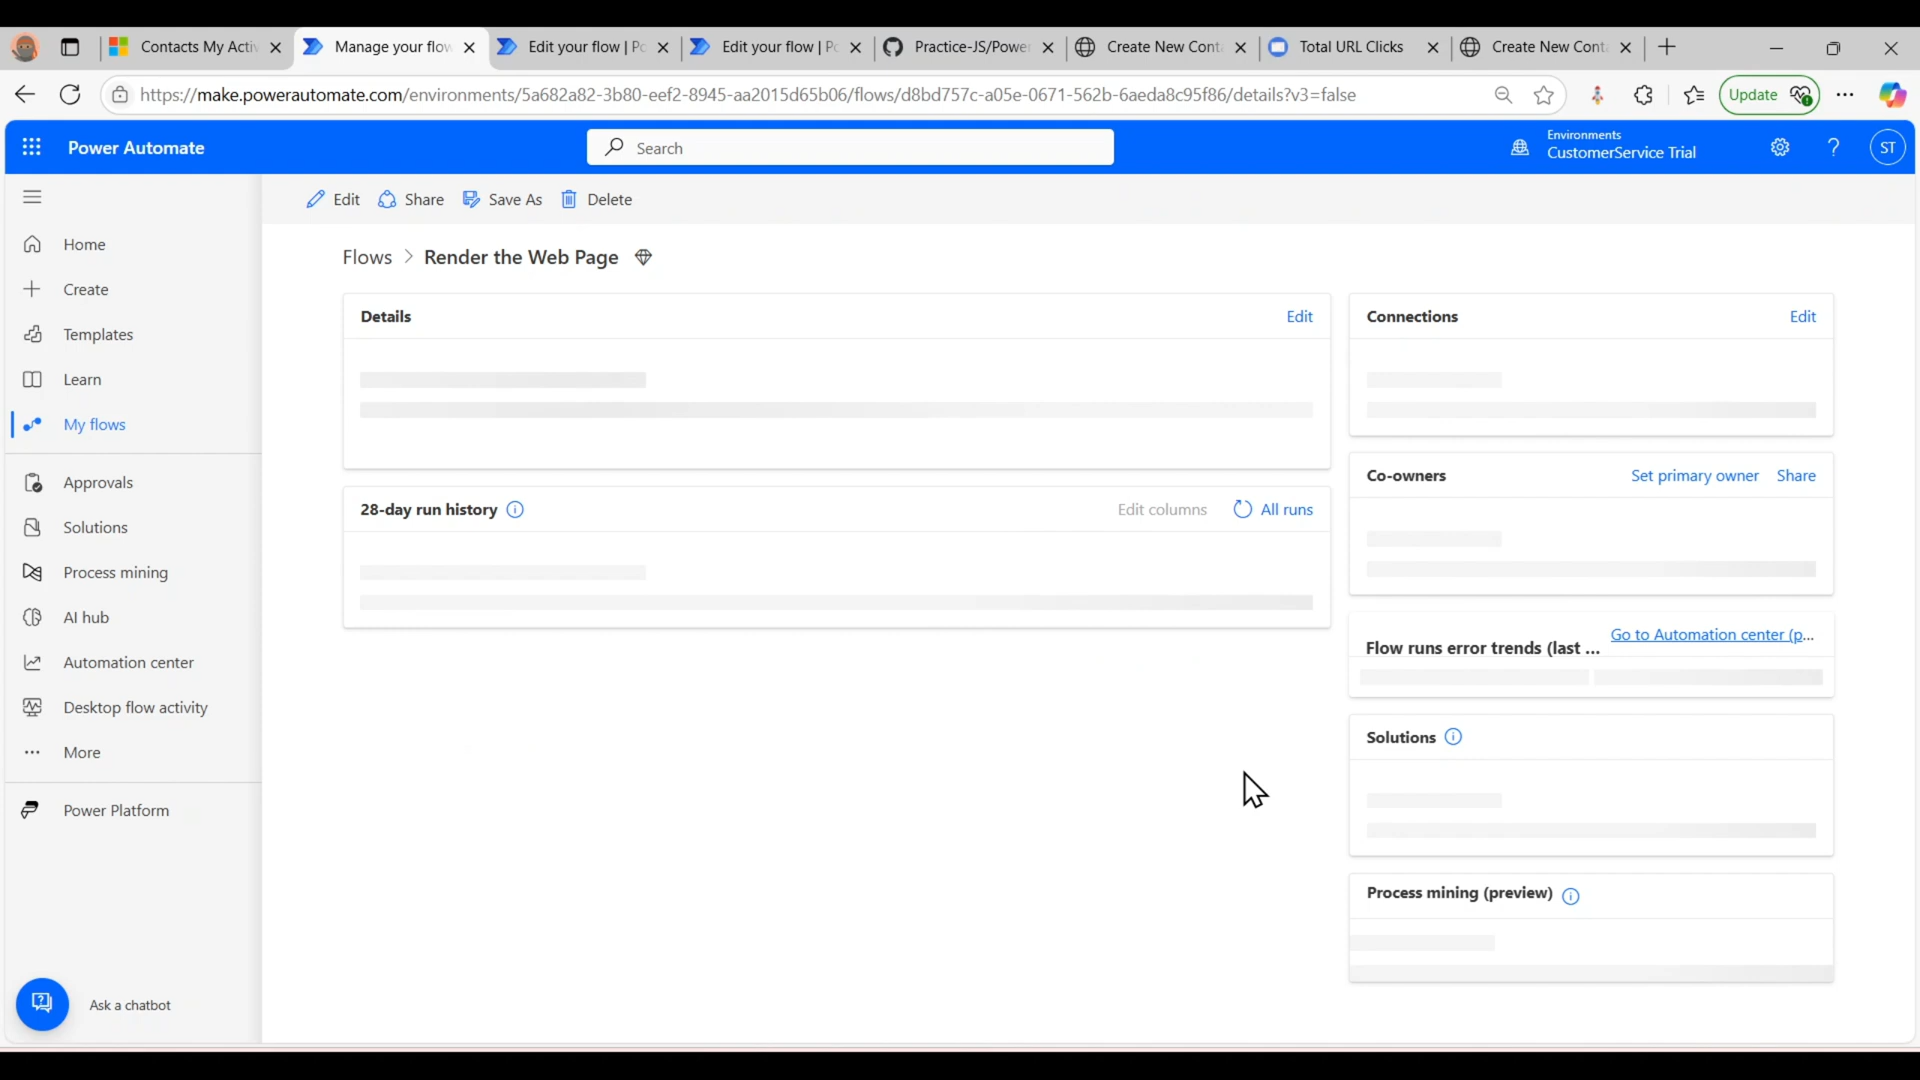 Contacts My Activ
Manage your flow
Edit your flow | Po
Edit your flow | Po
Practice-JS/Power
Create New Conta
Total URL Clicks
Create New Conta
https://make.powerautomate.com/environments/5a682a82-3b80-eef2-8945-aa2015d65b06/flows/d8bd757c-a05e-0671-562b-6aeda8c95f86/details?v3=false
Update
Power Automate
Search
Environments
CustomerService Trial
ST
Edit
Share
Save As
Delete
Home
Create
Templates
Learn
My flows
Approvals
Solutions
Process mining
AI hub
Automation center
Desktop flow activity
More
Power Platform
Ask a chatbot
Flows > Render the Web Page
Details
Edit
28-day run history
Edit columns
All runs
Connections
Edit
Co-owners
Set primary owner
Share
Flow runs error trends (last ...
Go to Automation center (p...
Solutions
Process mining (preview)